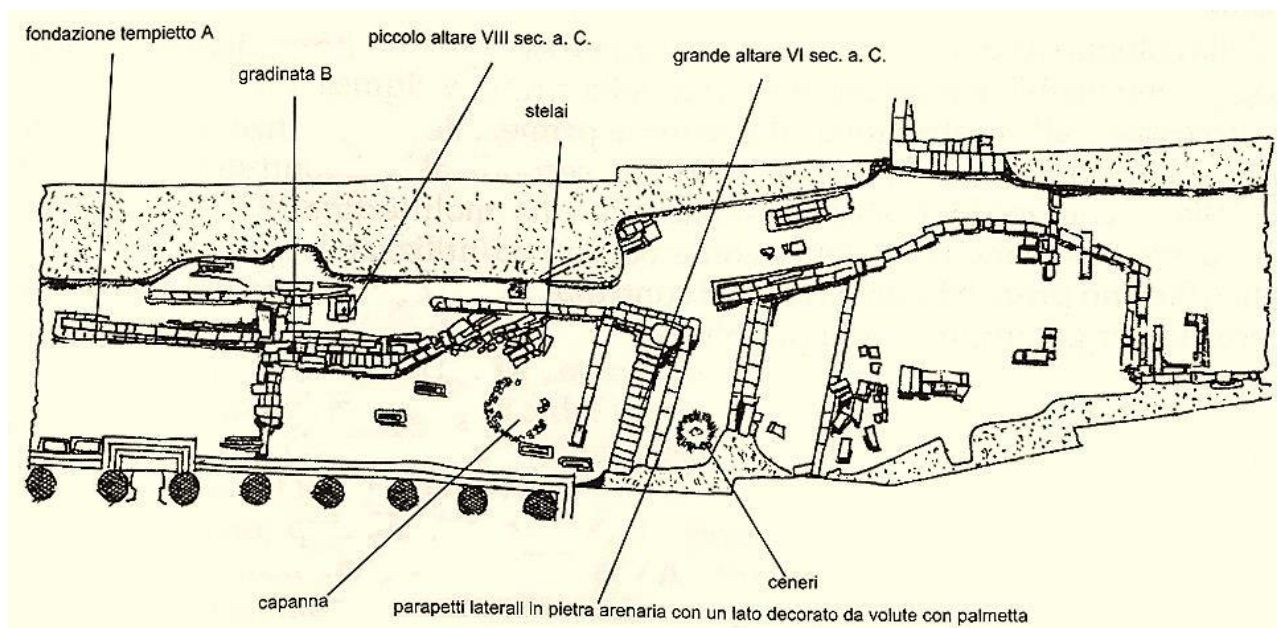 fondazione tempietto A
piccolo altare VIII sec. a. C.
gradinata B
grande altare VI sec. a. C.
stelai
ceneri
capanna
parapetti laterali in pietra arenaria con un lato decorato da volute con palmetta